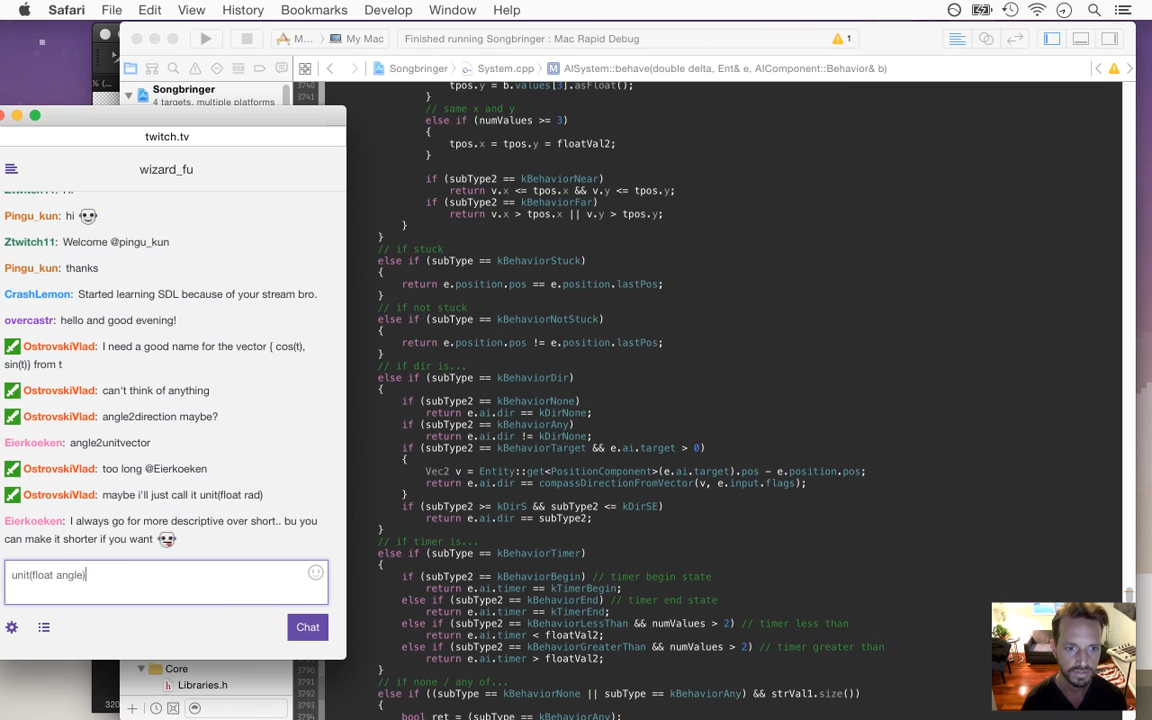 Safari File Edit View History Bookmarks Develop Window Help
M... My Mac Finished running Songbringer : Mac Rapid Debug 1
Songbringer System.cpp M AISystem::behave(double delta, Ent& e, AIComponent::Behavior& b)
Songbringer
4 targets, multiple platforms
twitch.tv
wizard_fu
Pingu_kun: hi
Ztwitch11: Welcome @pingu_kun
Pingu_kun: thanks
CrashLemon: Started learning SDL because of your stream bro.
overcastr: hello and good evening!
OstrovskiVlad: I need a good name for the vector { cos(t),
sin(t)} from t
OstrovskiVlad: can't think of anything
OstrovskiVlad: angle2direction maybe?
Eierkoeken: angle2unitvector
OstrovskiVlad: too long @Eierkoeken
OstrovskiVlad: maybe i'll just call it unit(float rad)
Eierkoeken: I always go for more descriptive over short.. bu you
can make it shorter if you want
unit(float angle)
Chat
Core
Libraries.h
3740 tpos.y = b.values[3].asFloat();
3741 }
// same x and y
else if (numValues >= 3)
{
tpos.x = tpos.y = floatVal2;
}
if (subType2 == kBehaviorNear)
return v.x <= tpos.x && v.y <= tpos.y;
if (subType2 == kBehaviorFar)
return v.x > tpos.x || v.y > tpos.y;
}
}
// if stuck
else if (subType == kBehaviorStuck)
{
return e.position.pos == e.position.lastPos;
}
// if not stuck
else if (subType == kBehaviorNotStuck)
{
return e.position.pos != e.position.lastPos;
}
// if dir is...
else if (subType == kBehaviorDir)
{
if (subType2 == kBehaviorNone)
return e.ai.dir == kDirNone;
if (subType2 == kBehaviorAny)
return e.ai.dir != kDirNone;
if (subType2 == kBehaviorTarget && e.ai.target > 0)
{
Vec2 v = Entity::get<PositionComponent>(e.ai.target).pos - e.position.pos;
return e.ai.dir == compassDirectionFromVector(v, e.input.flags);
}
if (subType2 >= kDirS && subType2 <= kDirSE)
return e.ai.dir == subType2;
}
// if timer is...
else if (subType == kBehaviorTimer)
{
if (subType2 == kBehaviorBegin) // timer begin state
return e.ai.timer == kTimerBegin;
else if (subType2 == kBehaviorEnd) // timer end state
return e.ai.timer == kTimerEnd;
else if (subType2 == kBehaviorLessThan && numValues > 2) // timer less than
return e.ai.timer < floatVal2;
else if (subType2 == kBehaviorGreaterThan && numValues > 2) // timer greater than
3790 return e.ai.timer > floatVal2;
}
3791 // if none / any of...
3792 else if ((subType == kBehaviorNone || subType == kBehaviorAny) && strVal1.size())
3793 {
3794 bool ret = (subType == kBehaviorAny);